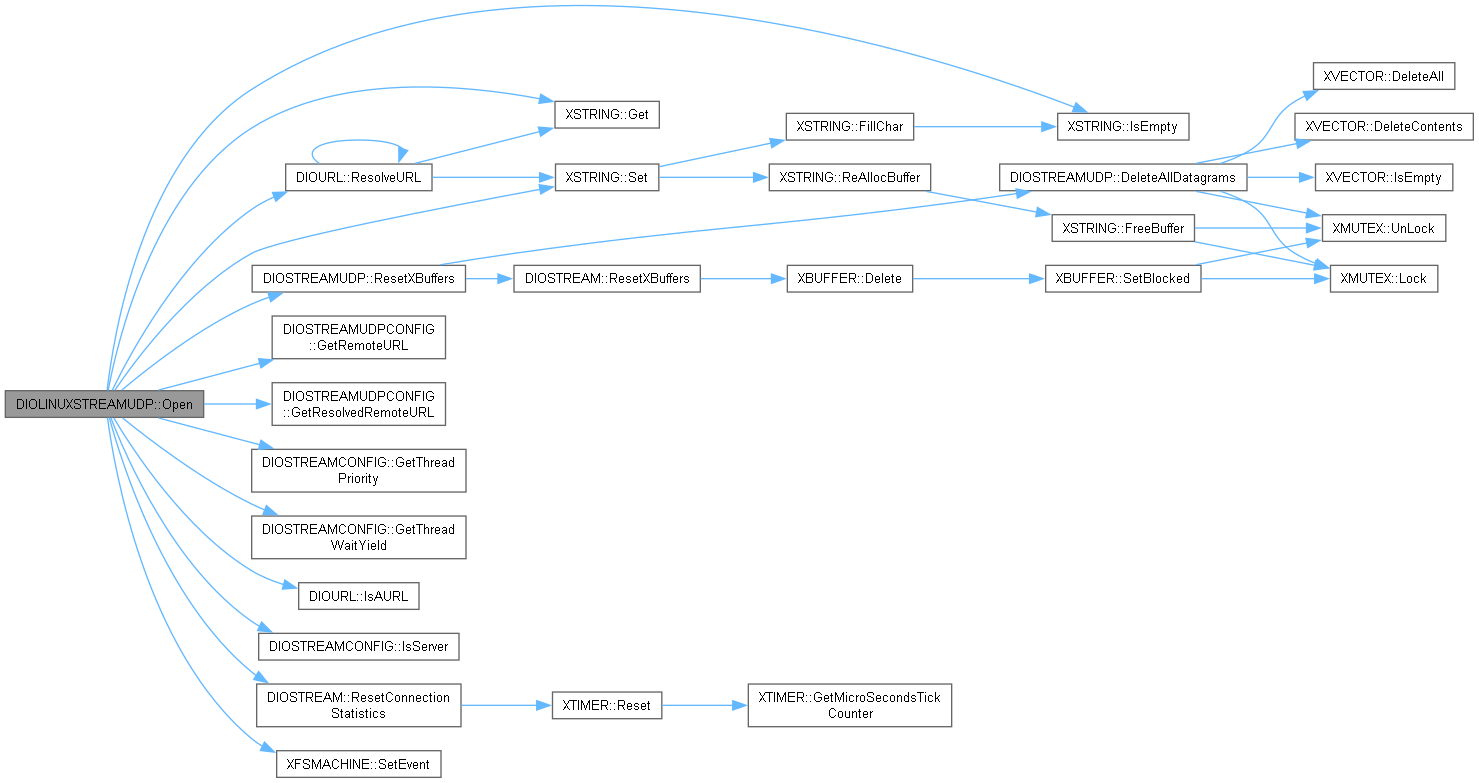 XVECTOR::DeleteAll
XSTRING::Get
XSTRING::FillChar
XSTRING::IsEmpty
XVECTOR::DeleteContents
DIOURL::ResolveURL
XSTRING::Set
XSTRING::ReAllocBuffer
DIOSTREAMUDP::DeleteAllDatagrams
XVECTOR::IsEmpty
XSTRING::FreeBuffer
XMUTEX::UnLock
DIOSTREAMUDP::ResetXBuffers
DIOSTREAM::ResetXBuffers
XBUFFER::Delete
XBUFFER::SetBlocked
XMUTEX::Lock
DIOSTREAMUDPCONFIG
::GetRemoteURL
DIOLINUXSTREAMUDP::Open
DIOSTREAMUDPCONFIG
::GetResolvedRemoteURL
DIOSTREAMCONFIG::GetThread
Priority
DIOSTREAMCONFIG::GetThread
WaitYield
DIOURL::IsAURL
DIOSTREAMCONFIG::IsServer
DIOSTREAM::ResetConnection
Statistics
XTIMER::Reset
XTIMER::GetMicroSecondsTick
Counter
XFSMACHINE::SetEvent